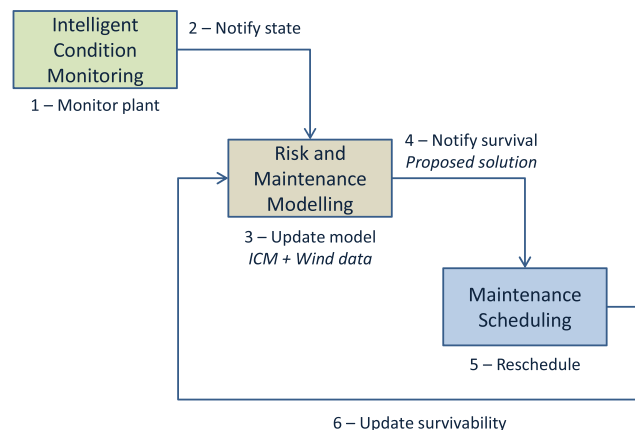 Intelligent
Condition
Monitoring
2 – Notify state
1 – Monitor plant
Risk and
Maintenance
Modelling
4 – Notify survival
Proposed solution
3 – Update model
ICM + Wind data
Maintenance
Scheduling
5 – Reschedule
6 – Update survivability